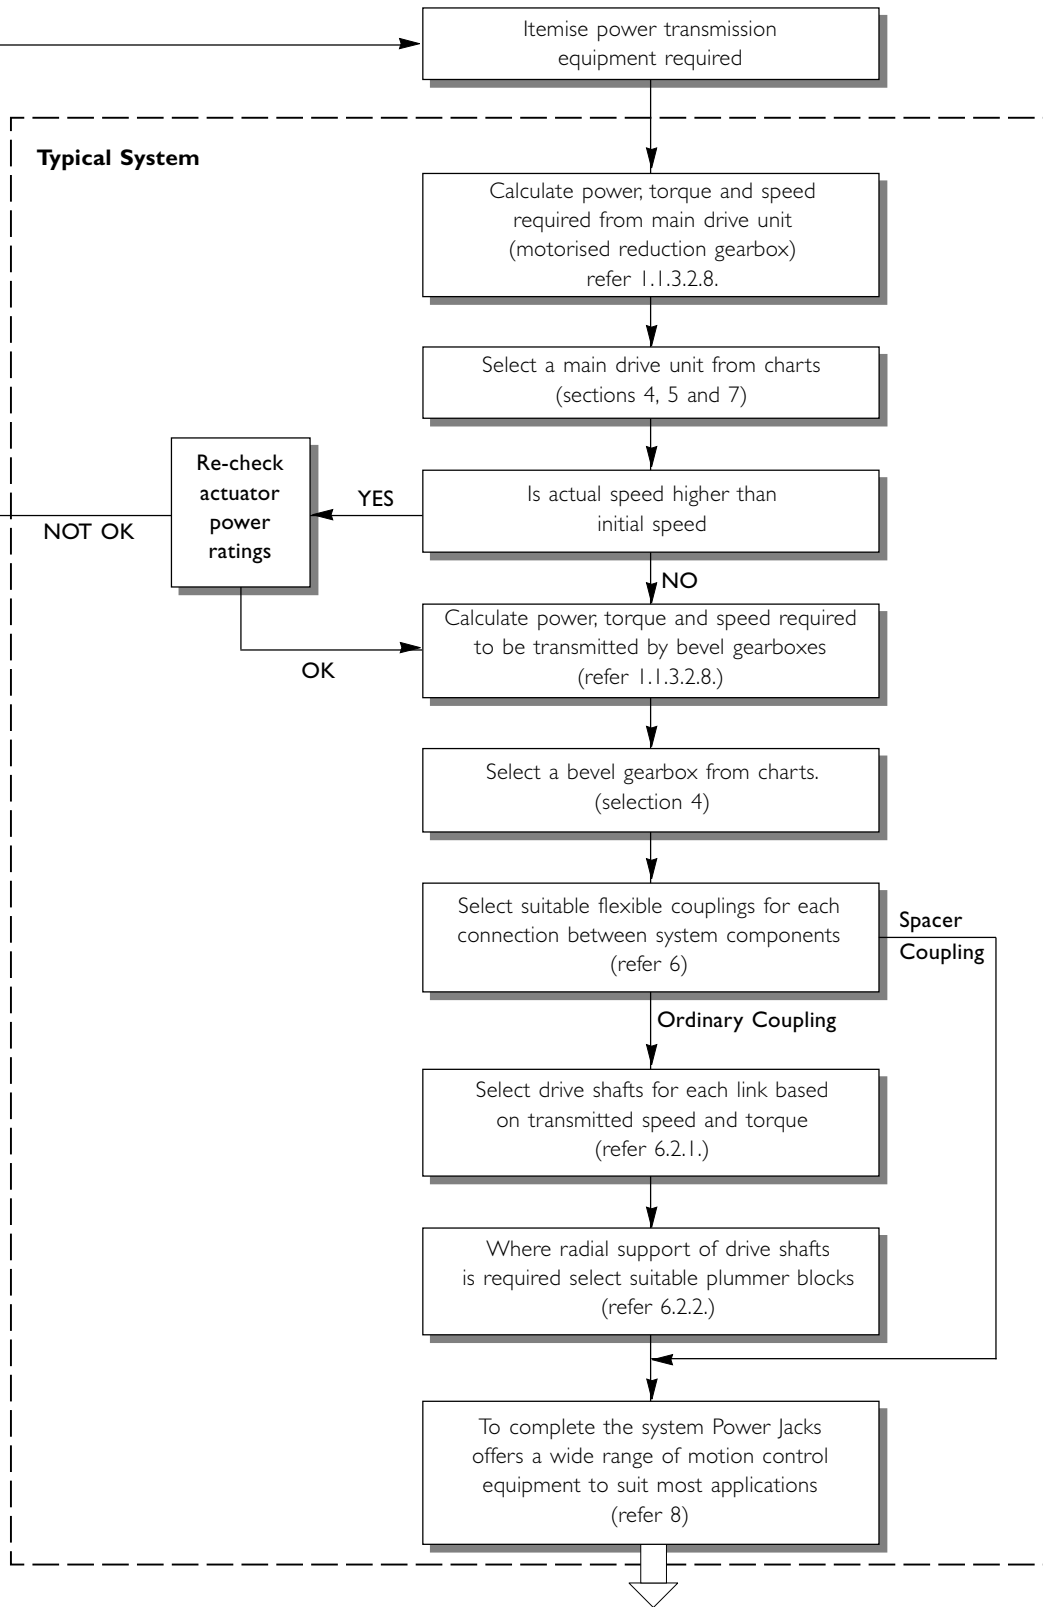 Itemise power transmission
equipment required
Typical System
Calculate power, torque and speed
required from main drive unit
(motorised reduction gearbox)
refer 1.1.3.2.8.
Select a main drive unit from charts
(sections 4, 5 and 7)
Re-check
actuator
power
ratings
YES
Is actual speed higher than
initial speed
NOT OK
NO
OK
Calculate power, torque and speed required
to be transmitted by bevel gearboxes
(refer 1.1.3.2.8.)
Select a bevel gearbox from charts.
(selection 4)
Select suitable flexible couplings for each
connection between system components
(refer 6)
Spacer
Coupling
Ordinary Coupling
Select drive shafts for each link based
on transmitted speed and torque
(refer 6.2.1.)
Where radial support of drive shafts
is required select suitable plummer blocks
(refer 6.2.2.)
To complete the system Power Jacks
offers a wide range of motion control
equipment to suit most applications
(refer 8)